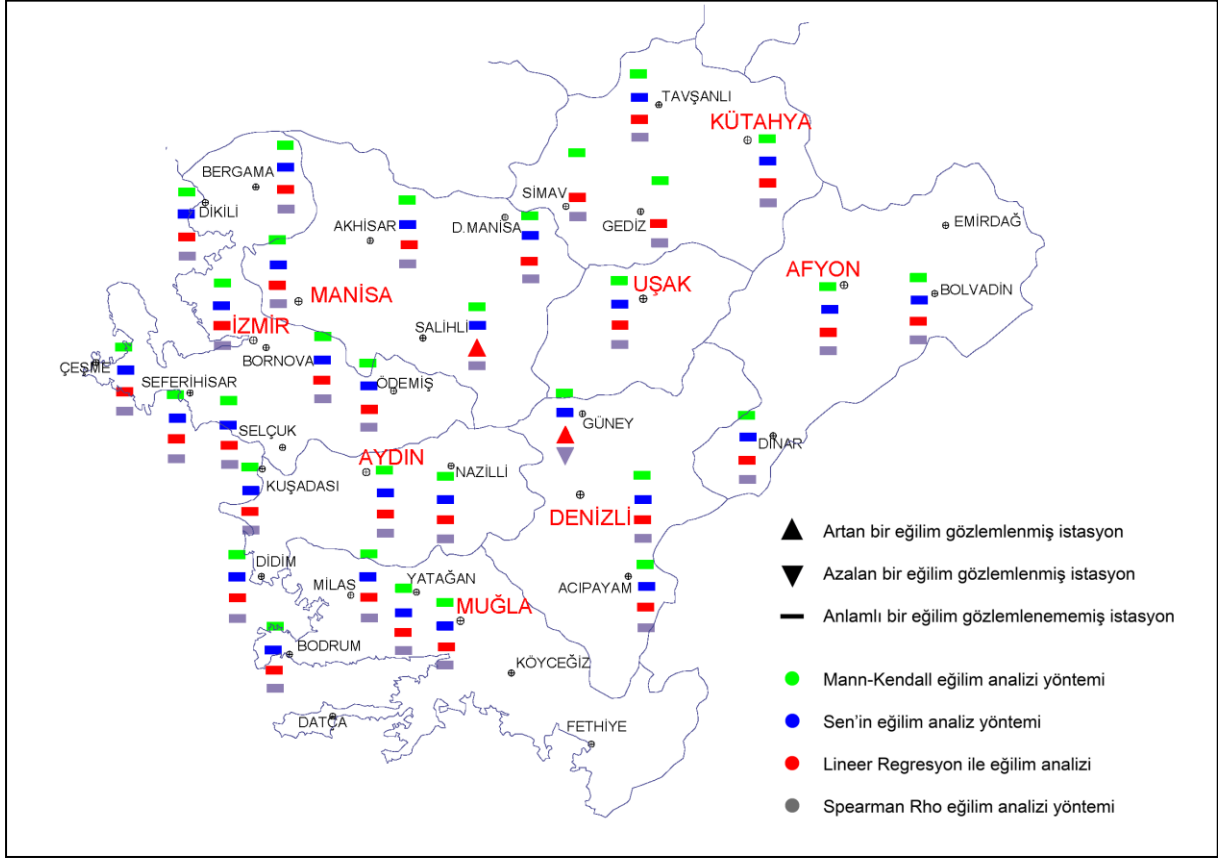 TAVŞANLI
KÜTAHYA
BERGAMA
DİKİLİ
SİMAV
GEDİZ
AKHİSAR
D.MANİSA
EMİRDAĞ
AFYON
UŞAK
BOLVADİN
MANİSA
SALİHLİ
İZMİR
BORNOVA
ÇEŞME
SEFERİHİSAR
ÖDEMİŞ
GÜNEY
SELÇUK
DİNAR
AYDIN
NAZİLLİ
KUŞADASI
DENİZLİ
DİDİM
MİLAS
YATAĞAN
ACIPAYAM
MUĞLA
BODRUM
KÖYCEĞİZ
DATÇA
FETHİYE
Artan bir eğilim gözlemlenmiş istasyon
Azalan bir eğilim gözlemlenmiş istasyon
Anlamlı bir eğilim gözlemlenememiş istasyon
Mann-Kendall eğilim analizi yöntemi
Sen'in eğilim analiz yöntemi
Lineer Regresyon ile eğilim analizi
Spearman Rho eğilim analizi yöntemi